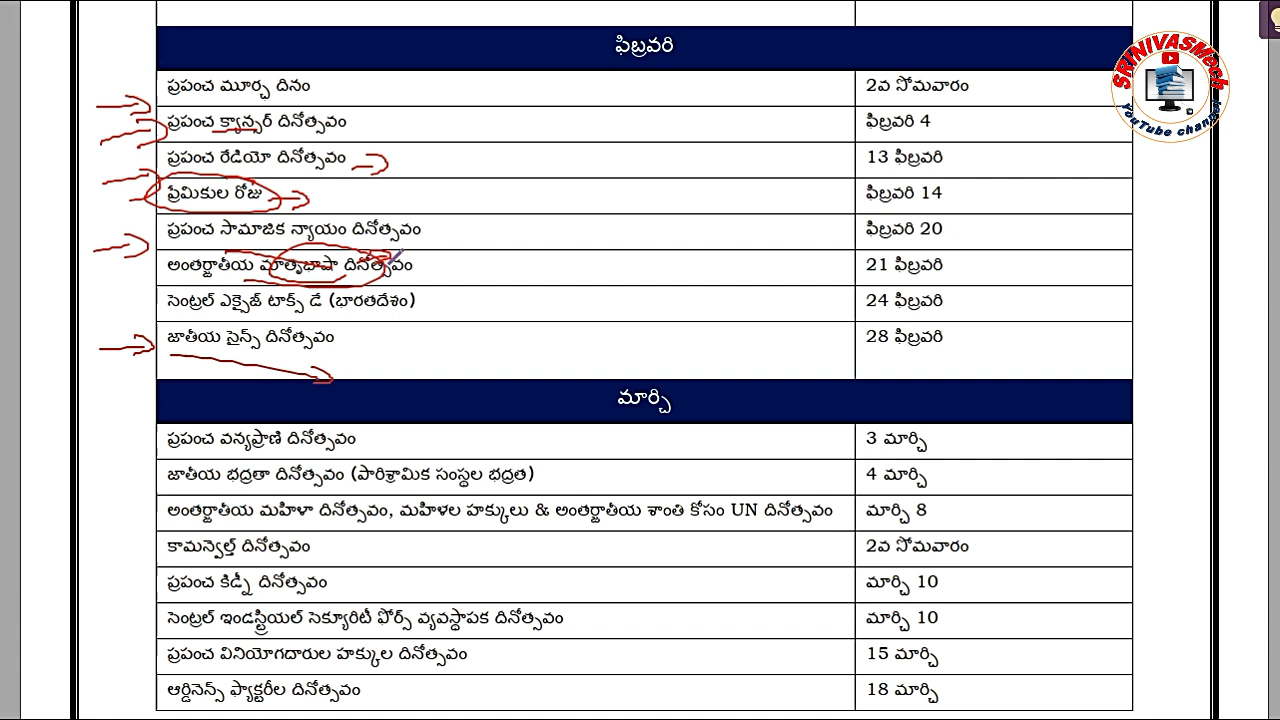 ఫిబ్రవరి
ప్రపంచ మూర్ఛ దినం 2వ సోమవారం
ప్రపంచ క్యాన్సర్ దినోత్సవం ఫిబ్రవరి 4
ప్రపంచ రేడియో దినోత్సవం 13 ఫిబ్రవరి
ప్రేమికుల రోజు ఫిబ్రవరి 14
ప్రపంచ సామాజిక న్యాయం దినోత్సవం ఫిబ్రవరి 20
అంతర్జాతీయ మాతృభాషా దినోత్సవం 21 ఫిబ్రవరి
సెంట్రల్ ఎక్సైజ్ టాక్స్ డే (భారతదేశం) 24 ఫిబ్రవరి
జాతీయ సైన్స్ దినోత్సవం 28 ఫిబ్రవరి
మార్చి
ప్రపంచ వన్యప్రాణి దినోత్సవం 3 మార్చి
జాతీయ భద్రతా దినోత్సవం (పారిశ్రామిక సంస్థల భద్రత) 4 మార్చి
అంతర్జాతీయ మహిళా దినోత్సవం, మహిళల హక్కులు & అంతర్జాతీయ శాంతి కోసం UN దినోత్సవం మార్చి 8
కామన్వెల్త్ దినోత్సవం 2వ సోమవారం
ప్రపంచ కిడ్నీ దినోత్సవం మార్చి 10
సెంట్రల్ ఇండస్ట్రియల్ సెక్యూరిటీ ఫోర్స్ వ్యవస్థాపక దినోత్సవం మార్చి 10
ప్రపంచ వినియోగదారుల హక్కుల దినోత్సవం 15 మార్చి
ఆర్డినెన్స్ ఫ్యాక్టరీల దినోత్సవం 18 మార్చి
SRINIVASMech
YouTube channel